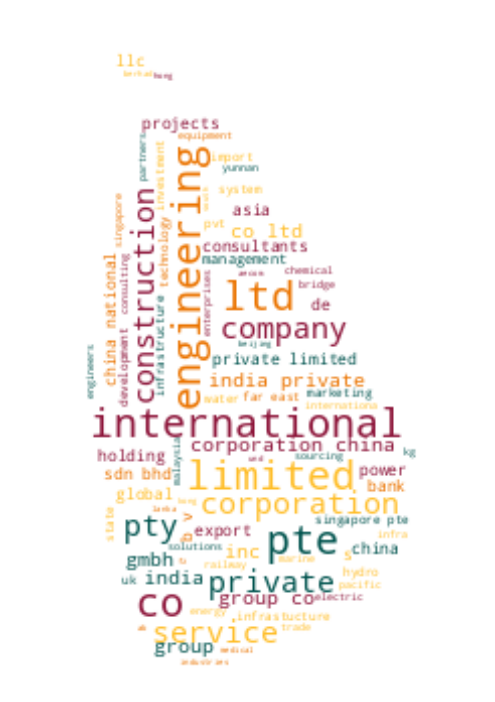 llc
berhad
hong
projects
equipment
partners
investment
import
yunnan
engineering
system
construction
singapore
technology
asia
pvt
co ltd
consultants
management
china national
consulting
development
infrastructure
enterprises
aecom
chemical
bridge
ltd
de
company
beijing
engineers
private limited
india private
water
far east
marketing
international
international
corporation china
holding
malaysia
and
sourcing
kg
sdn bhd
limited
power
bank
global
state
corporation
lanka
b v
singapore pte
pty
export
pte
infra
solutions
gmbh
inc
s
china
railway
marine
uk
india
private
hydro
pacific
co
group co
electric
energy
,infrastucture
service
trade
group
medical
industries